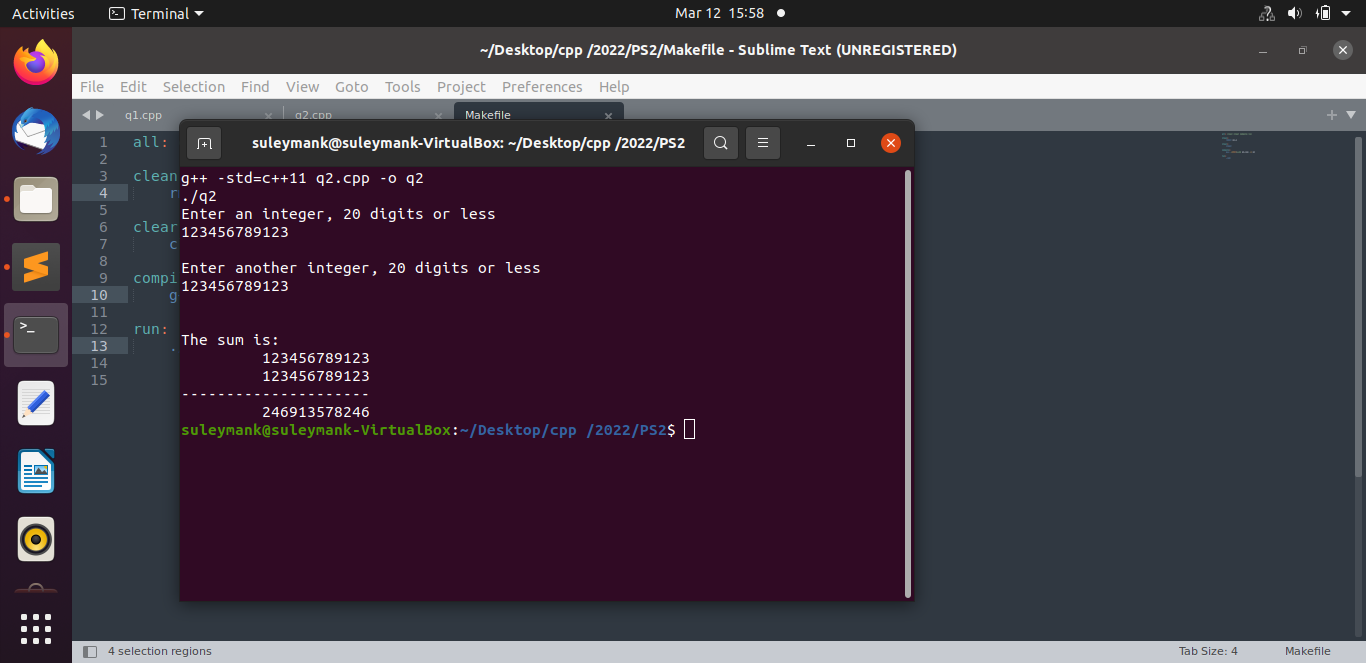 Activities Terminal Mar 12 15:58
~/Desktop/cpp /2022/PS2/Makefile - Sublime Text (UNREGISTERED)
File Edit Selection Find View Goto Tools Project Preferences Help
q1.cpp q2.cpp Makefile
suleymank@suleymank-VirtualBox: ~/Desktop/cpp /2022/PS2
1 all:
2
3 clean
4 r
5
6 clear
7 c
8
9 compi
10 g
11
12 run:
13 .
14
15
g++ -std=c++11 q2.cpp -o q2
./q2
Enter an integer, 20 digits or less
123456789123
Enter another integer, 20 digits or less
123456789123
The sum is:
123456789123
123456789123
---------------------
246913578246
suleymank@suleymank-VirtualBox:~/Desktop/cpp /2022/PS2$
4 selection regions Tab Size: 4 Makefile